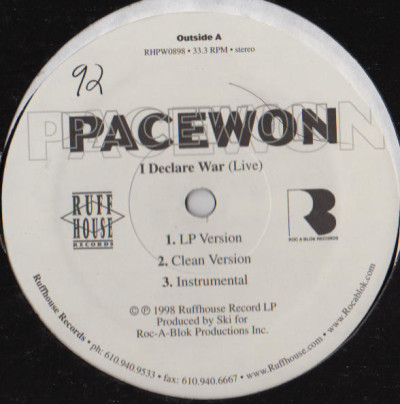 Outside A
RHPW0898 • 33.3 RPM • stereo
92
PACEWON
I Declare War (Live)
RUFF
HOUSE
RECORDS
R
ROC A BLOK RECORDS
1. LP Version
2. Clean Version
3. Instrumental
© ℗ 1998 Ruffhouse Record LP
Produced by Ski for
Roc-A-Blok Productions Inc.
Ruffhouse Records • ph: 610.940.9533 • fax: 610.940.6667 • www.Ruffhouse.com • www.Rocablok.com